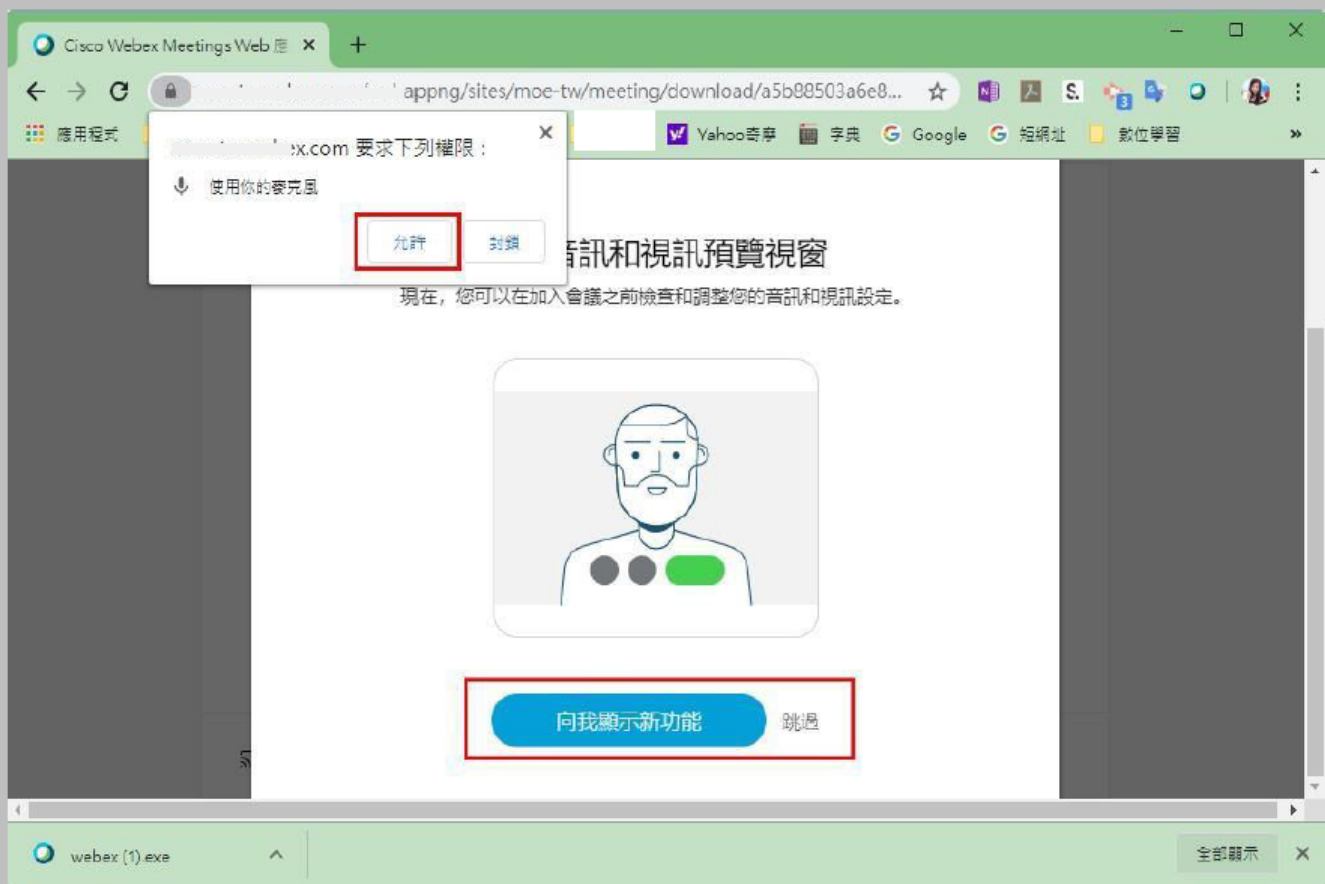 Cisco Webex Meetings Web 應
appng/sites/moe-tw/meeting/download/a5b88503a6e8...
S.
3
應用程式
Yahoo奇摩
字典
Google
短網址
數位學習
»
ex.com 要求下列權限：
使用你的麥克風
允許
封鎖
音訊和視訊預覽視窗
現在，您可以在加入會議之前檢查和調整您的音訊和視訊設定。
向我顯示新功能
跳過
webex (1).exe
全部顯示